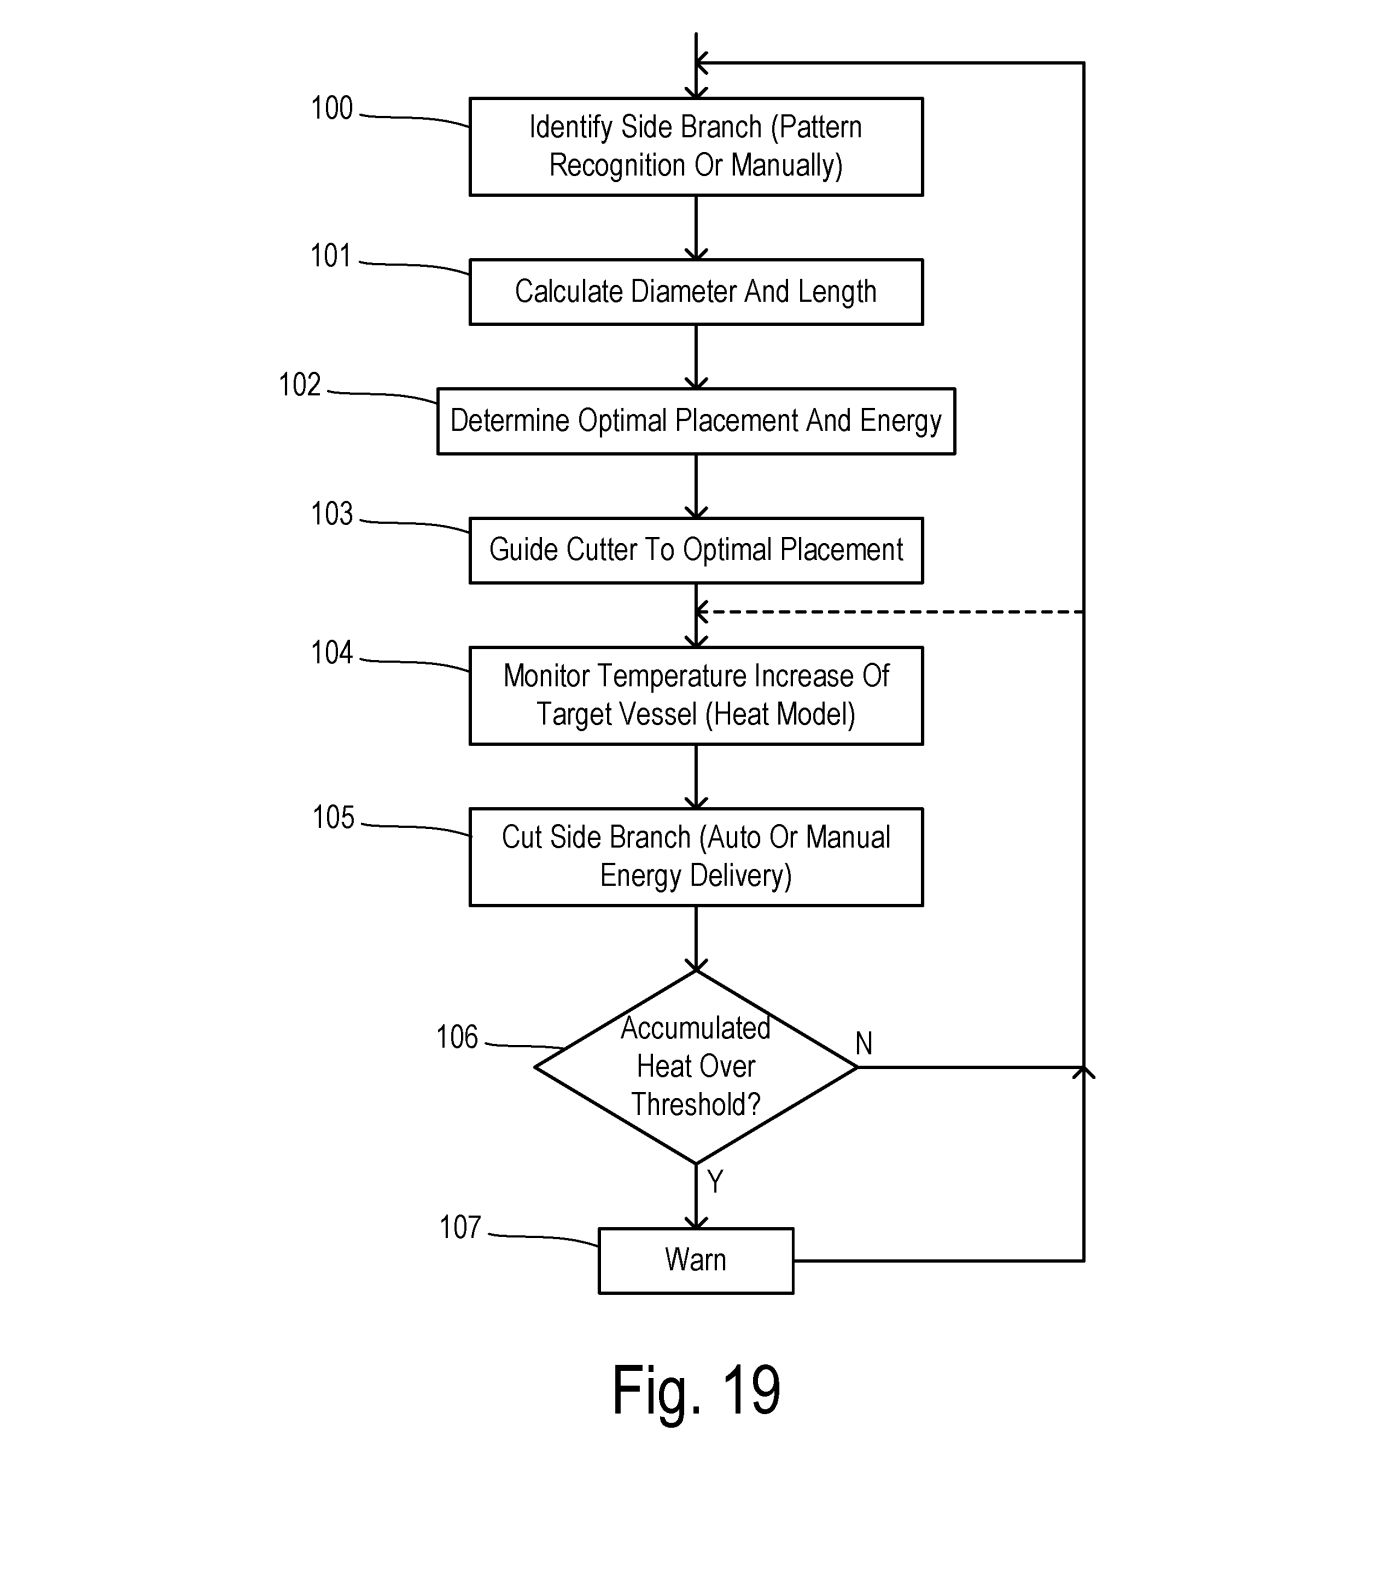 100
Identify Side Branch (Pattern
Recognition Or Manually)
101
Calculate Diameter And Length
102
Determine Optimal Placement And Energy
103
Guide Cutter To Optimal Placement
104
Monitor Temperature Increase Of
Target Vessel (Heat Model)
105
Cut Side Branch (Auto Or Manual
Energy Delivery)
106
Accumulated
Heat Over
Threshold?
N
Y
107
Warn
Fig. 19